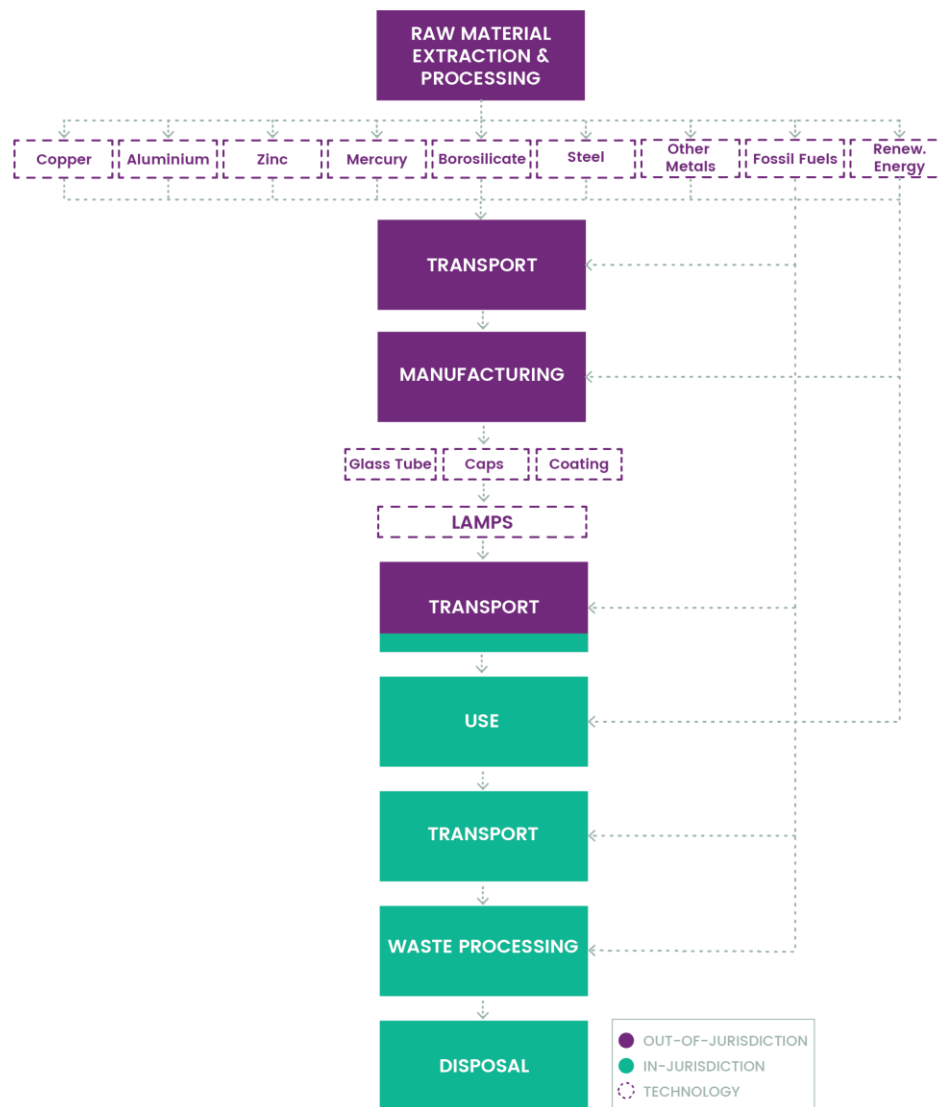 RAW MATERIAL
EXTRACTION &
PROCESSING
Copper
Aluminium
Zinc
Mercury
Borosilicate
Steel
Other
Metals
Fossil Fuels
Renew.
Energy
TRANSPORT
MANUFACTURING
Glass Tube
Caps
Coating
LAMPS
TRANSPORT
USE
TRANSPORT
WASTE PROCESSING
DISPOSAL
OUT-OF-JURISDICTION
IN-JURISDICTION
TECHNOLOGY